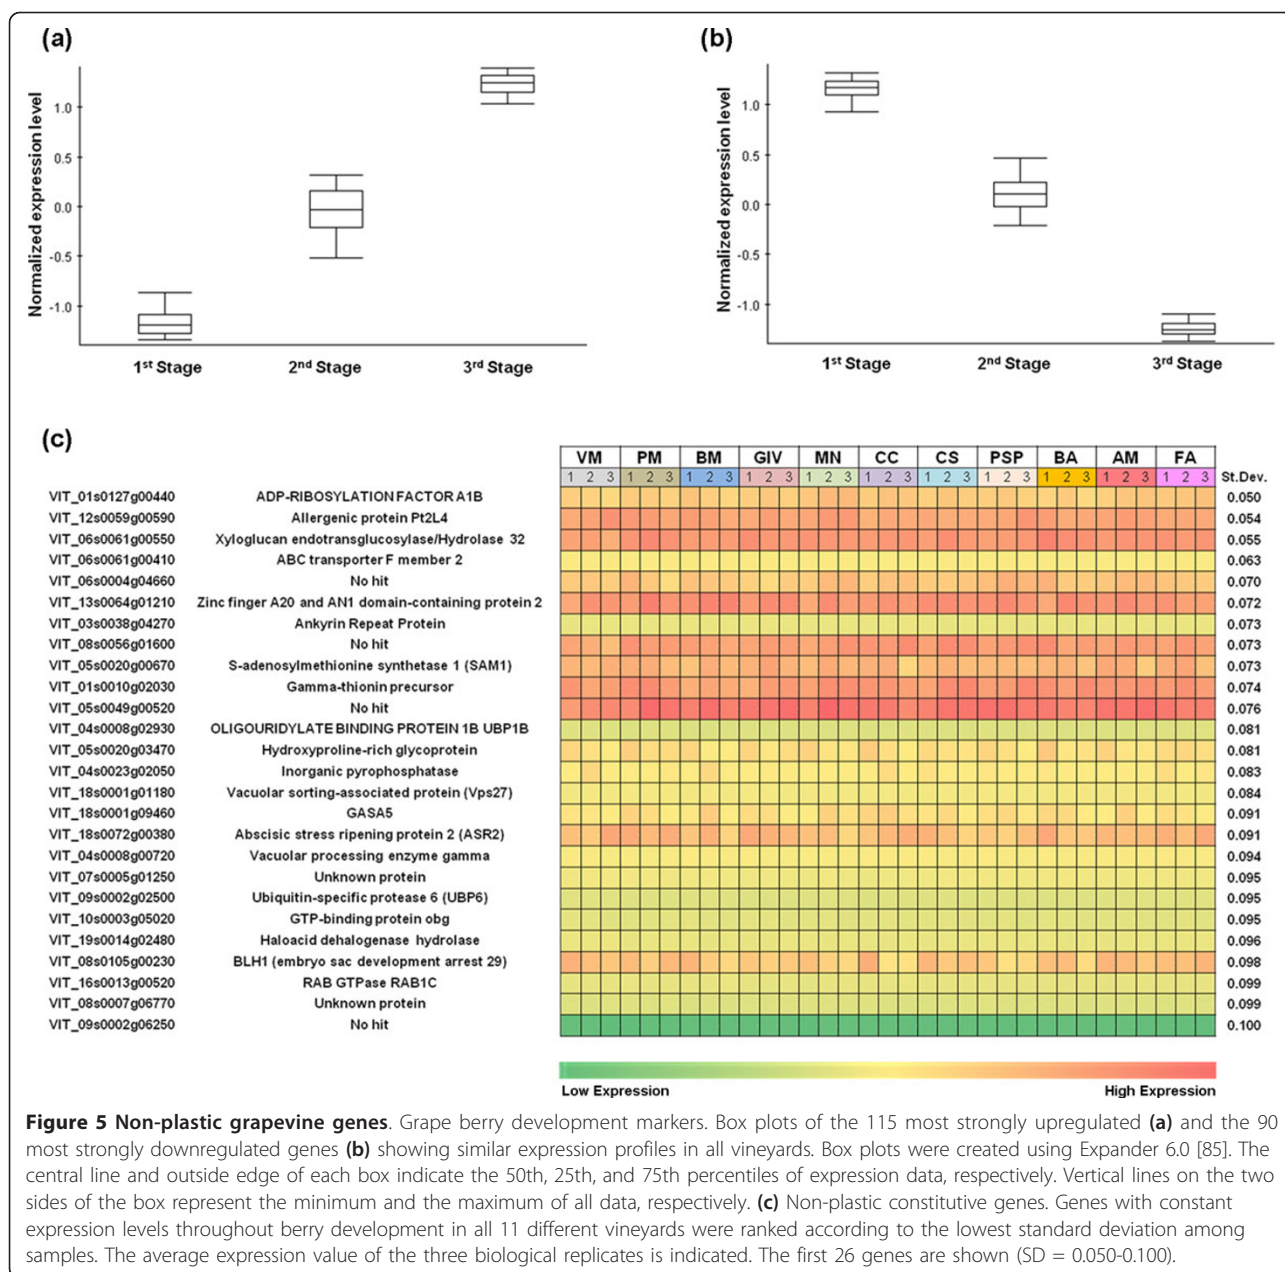 (a)
Normalized expression level
1.0
0.5
0.0
-0.5
-1.0
1st Stage 2nd Stage 3rd Stage
(b)
Normalized expression level
1.0
0.5
0.0
-0.5
-1.0
1st Stage 2nd Stage 3rd Stage
(c)
VM PM BM GIV MN CC CS PSP BA AM FA
1 2 3 1 2 3 1 2 3 1 2 3 1 2 3 1 2 3 1 2 3 1 2 3 1 2 3 1 2 3 1 2 3 St.Dev.
VIT_01s0127g00440 ADP-RIBOSYLATION FACTOR A1B 0.050
VIT_12s0059g00590 Allergenic protein Pt2L4 0.054
VIT_06s0061g00550 Xyloglucan endotransglucosylase/Hydrolase 32 0.055
VIT_06s0061g00410 ABC transporter F member 2 0.063
VIT_06s0004g04660 No hit 0.070
VIT_13s0064g01210 Zinc finger A20 and AN1 domain-containing protein 2 0.072
VIT_03s0038g04270 Ankyrin Repeat Protein 0.073
VIT_08s0056g01600 No hit 0.073
VIT_05s0020g00670 S-adenosylmethionine synthetase 1 (SAM1) 0.073
VIT_01s0010g02030 Gamma-thionin precursor 0.074
VIT_05s0049g00520 No hit 0.076
VIT_04s0008g02930 OLIGOURIDYLATE BINDING PROTEIN 1B UBP1B 0.081
VIT_05s0020g03470 Hydroxyproline-rich glycoprotein 0.081
VIT_04s0023g02050 Inorganic pyrophosphatase 0.083
VIT_18s0001g01180 Vacuolar sorting-associated protein (Vps27) 0.084
VIT_18s0001g09460 GASA5 0.091
VIT_18s0072g00380 Abscisic stress ripening protein 2 (ASR2) 0.091
VIT_04s0008g00720 Vacuolar processing enzyme gamma 0.094
VIT_07s0005g01250 Unknown protein 0.095
VIT_09s0002g02500 Ubiquitin-specific protease 6 (UBP6) 0.095
VIT_10s0003g05020 GTP-binding protein obg 0.095
VIT_19s0014g02480 Haloacid dehalogenase hydrolase 0.096
VIT_08s0105g00230 BLH1 (embryo sac development arrest 29) 0.098
VIT_16s0013g00520 RAB GTPase RAB1C 0.099
VIT_08s0007g06770 Unknown protein 0.099
VIT_09s0002g06250 No hit 0.100
Low Expression High Expression
Figure 5 Non-plastic grapevine genes. Grape berry development markers. Box plots of the 115 most strongly upregulated (a) and the 90
most strongly downregulated genes (b) showing similar expression profiles in all vineyards. Box plots were created using Expander 6.0 [85]. The
central line and outside edge of each box indicate the 50th, 25th, and 75th percentiles of expression data, respectively. Vertical lines on the two
sides of the box represent the minimum and the maximum of all data, respectively. (c) Non-plastic constitutive genes. Genes with constant
expression levels throughout berry development in all 11 different vineyards were ranked according to the lowest standard deviation among
samples. The average expression value of the three biological replicates is indicated. The first 26 genes are shown (SD = 0.050-0.100).